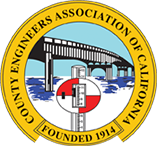 COUNTY ENGINEERS ASSOCIATION OF CALIFORNIA
FOUNDED 1914